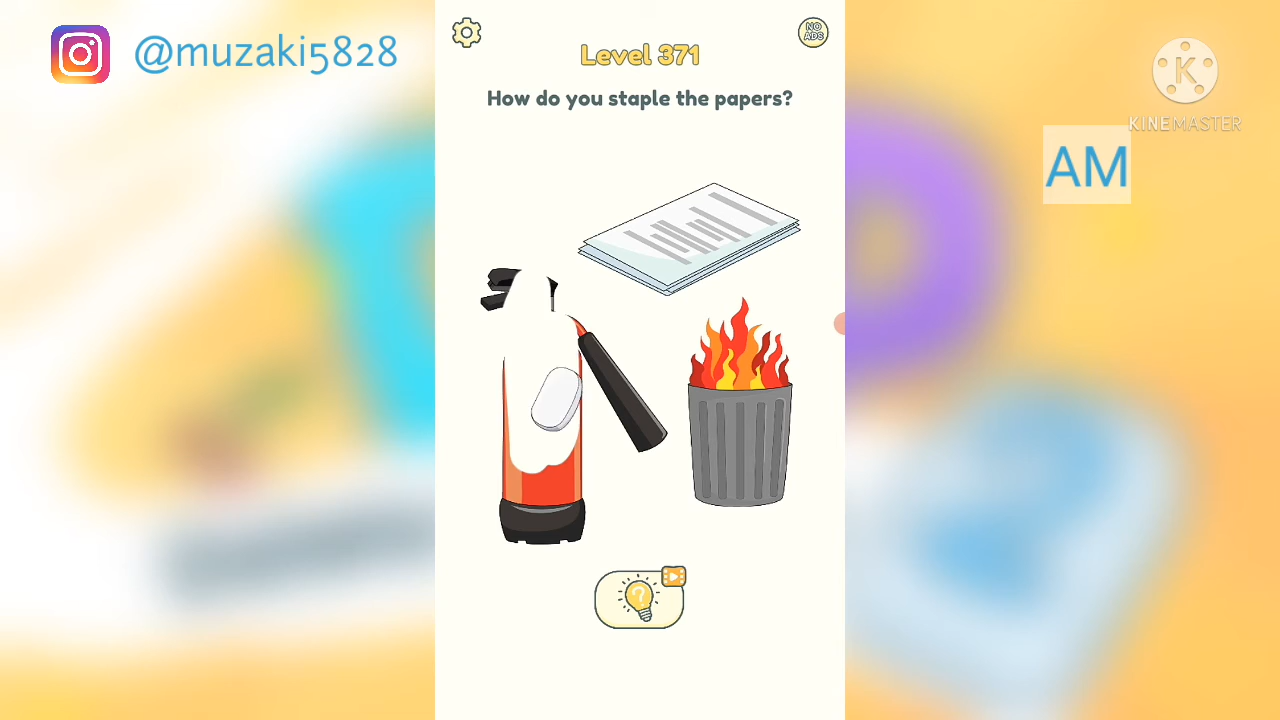 @muzaki5828
NO
ADS
Level 371
How do you staple the papers?
K
KINEMASTER
AM
?